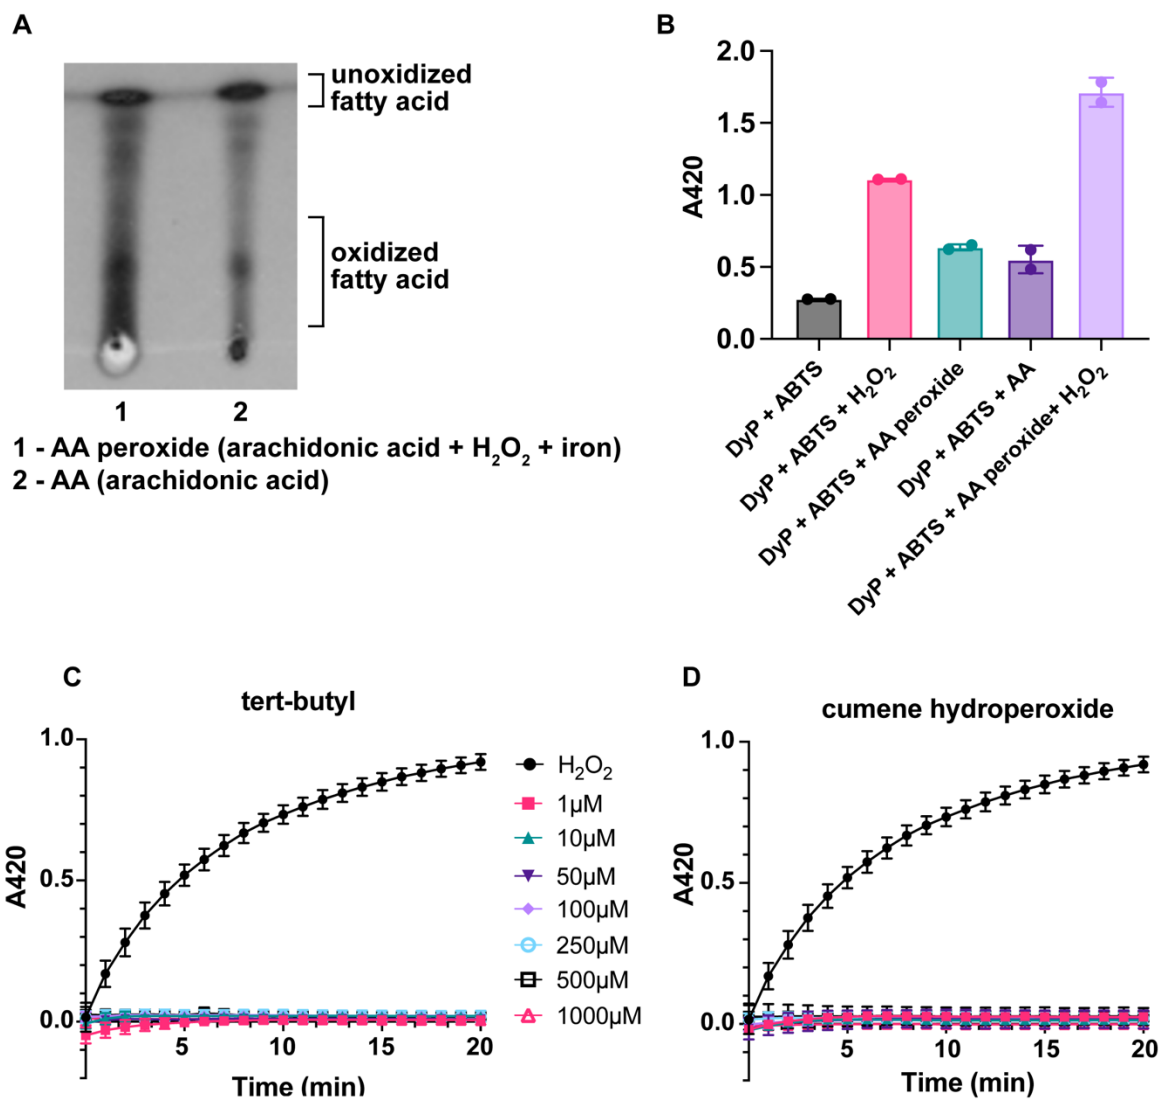 A
unoxidized
fatty acid
oxidized
fatty acid
1 2
1 - AA peroxide (arachidonic acid + H₂O₂ + iron)
2 - AA (arachidonic acid)
B
A420
2.0
1.5
1.0
0.5
0.0
DyP + ABTS
DyP + ABTS + H₂O₂
DyP + ABTS + AA peroxide
DyP + ABTS + AA
DyP + ABTS + AA peroxide+ H₂O₂
C
tert-butyl
A420
1.0
0.5
0.0
5 10 15 20
Time (min)
H₂O₂
1µM
10µM
50µM
100µM
250µM
500µM
1000µM
D
cumene hydroperoxide
A420
1.0
0.5
0.0
5 10 15 20
Time (min)